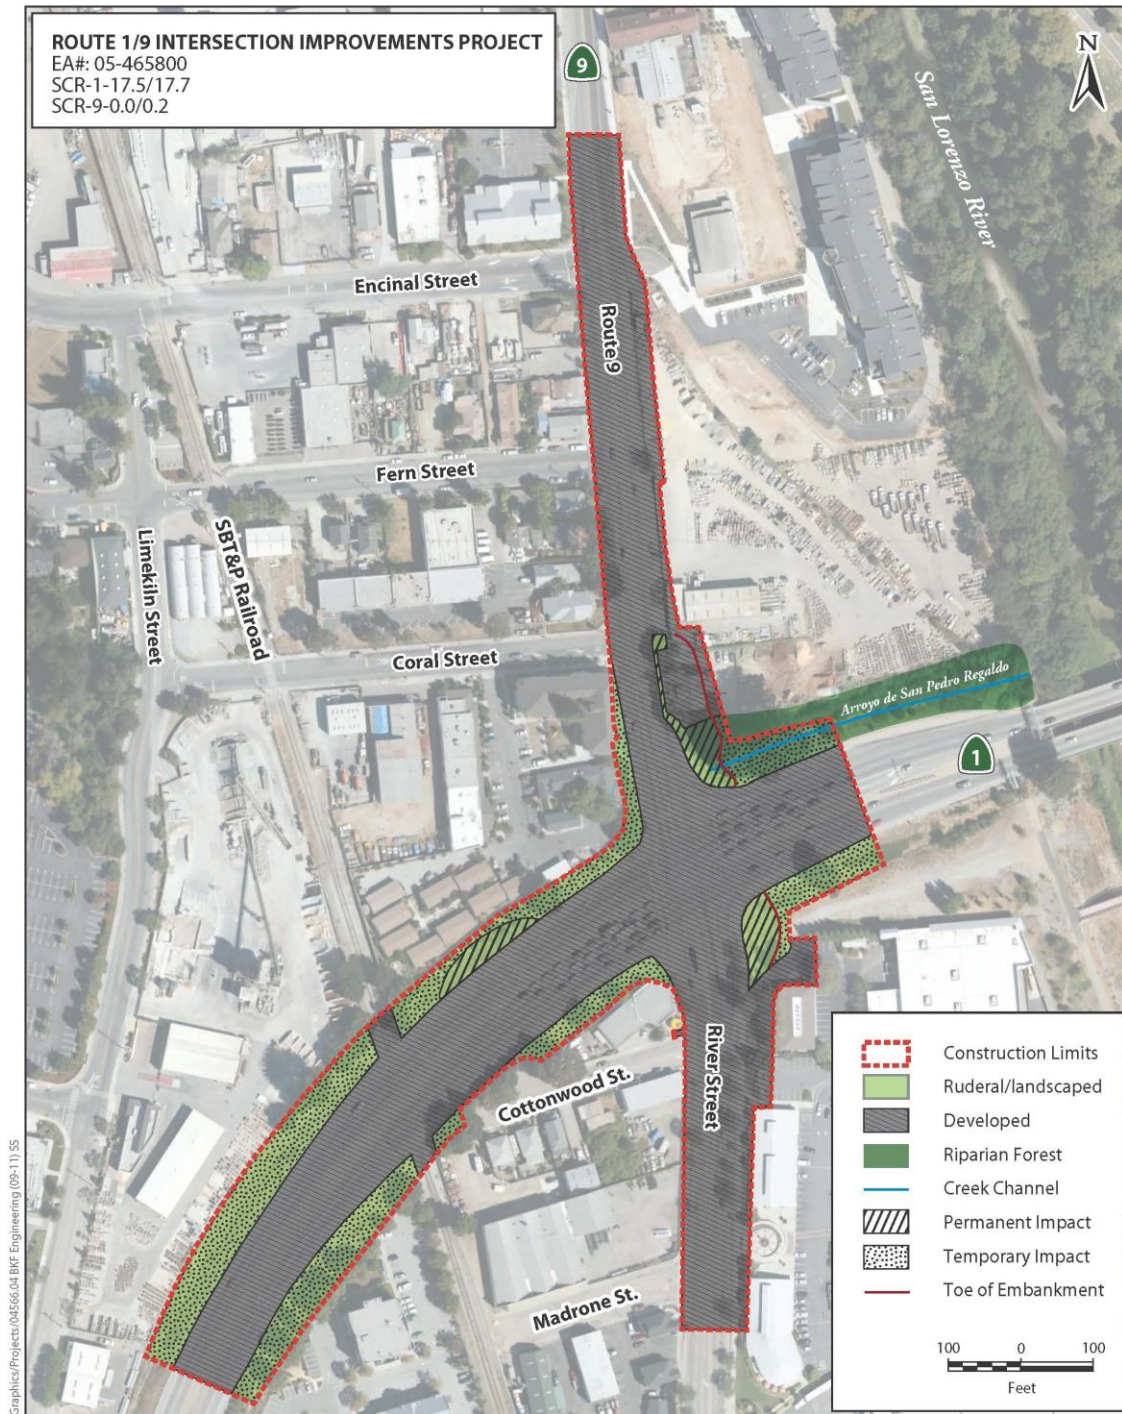 ROUTE 1/9 INTERSECTION IMPROVEMENTS PROJECT
EA#: 05-465800
SCR-1-17.5/17.7
SCR-9-0.0/0.2
9
N
San Lorenzo River
Encinal Street
Route 9
Fern Street
SBT&P Railroad
Limekiln Street
Coral Street
Arroyo de San Pedro Regaldo
1
River Street
Cottonwood St.
Madrone St.
Construction Limits
Ruderal/landscaped
Developed
Riparian Forest
Creek Channel
Permanent Impact
Temporary Impact
Toe of Embankment
100 0 100
Feet
Graphics/Projects/04566.04 BKF Engineering (09-11) SS